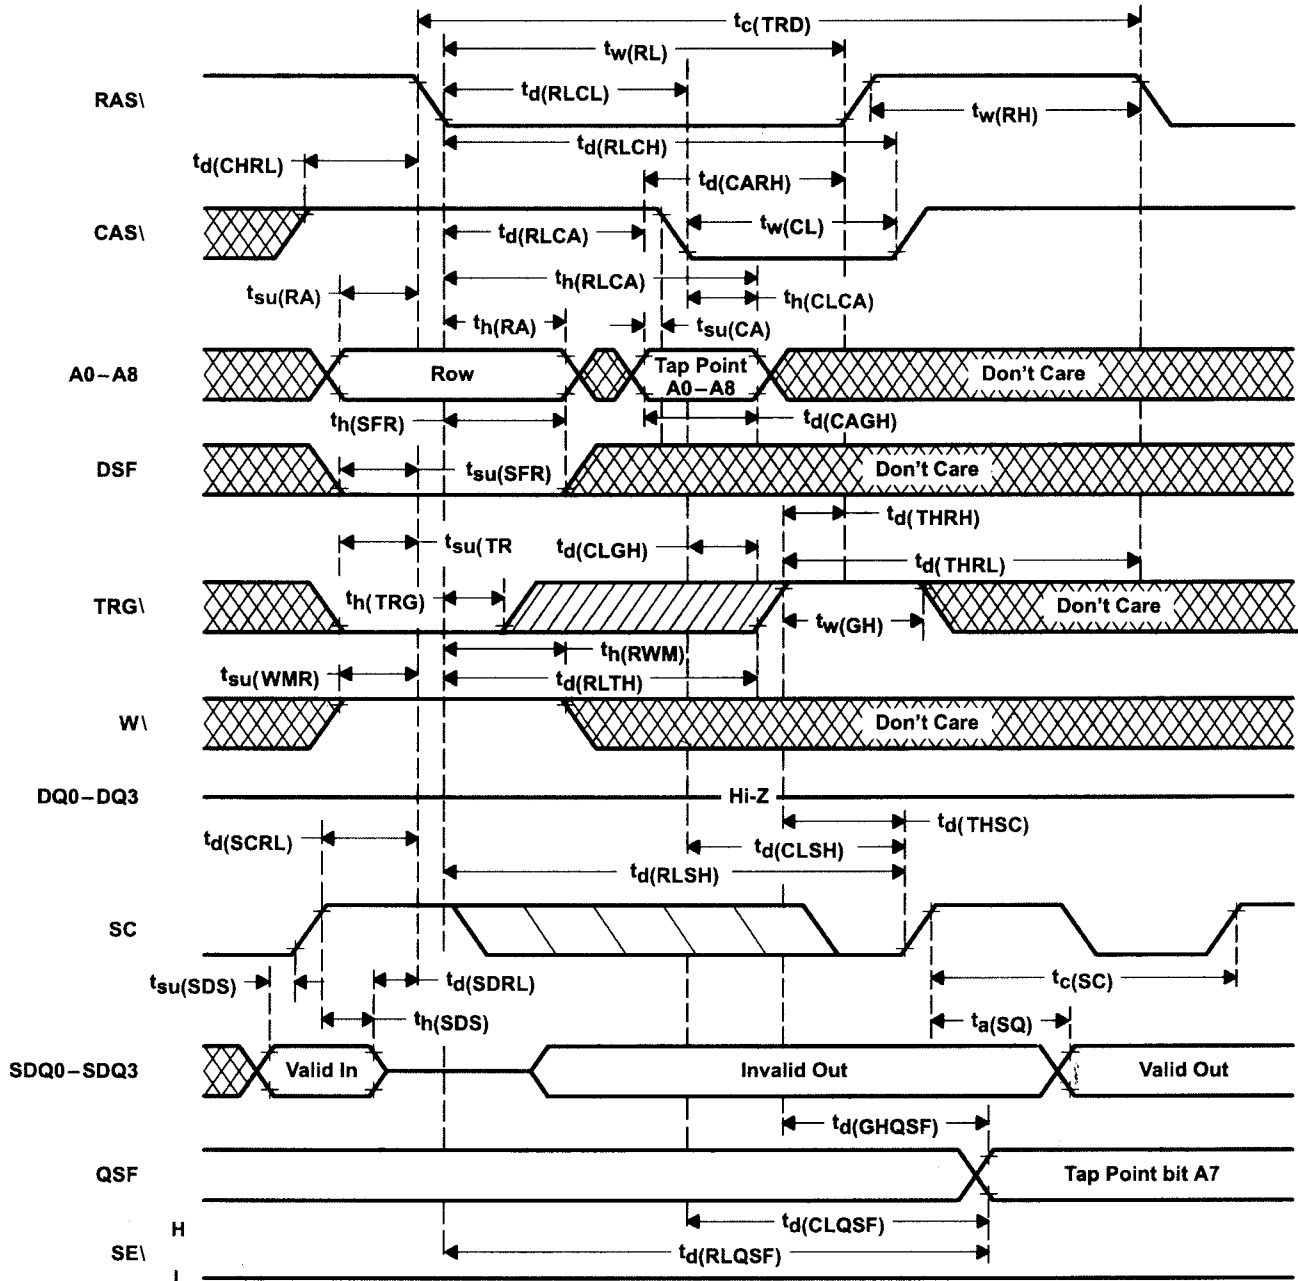 tc(TRD)
tw(RL)
RAS\
td(RLCL)
tw(RH)
td(RLCH)
td(CHRL)
td(CARH)
CAS\
tw(CL)
td(RLCA)
th(RLCA)
tsu(RA)
th(CLCA)
th(RA)
tsu(CA)
A0–A8
Row
Tap Point
A0–A8
Don't Care
th(SFR)
td(CAGH)
DSF
tsu(SFR)
Don't Care
td(THRH)
tsu(TR
td(CLGH)
td(THRL)
TRG\
th(TRG)
Don't Care
tw(GH)
th(RWM)
tsu(WMR)
td(RLTH)
W\
Don't Care
DQ0–DQ3
Hi-Z
td(SCRL)
td(THSC)
td(CLSH)
td(RLSH)
SC
tsu(SDS)
td(SDRL)
tc(SC)
th(SDS)
ta(SQ)
SDQ0–SDQ3
Valid In
Invalid Out
Valid Out
td(GHQSF)
QSF
Tap Point bit A7
H
td(CLQSF)
SE\
td(RLQSF)